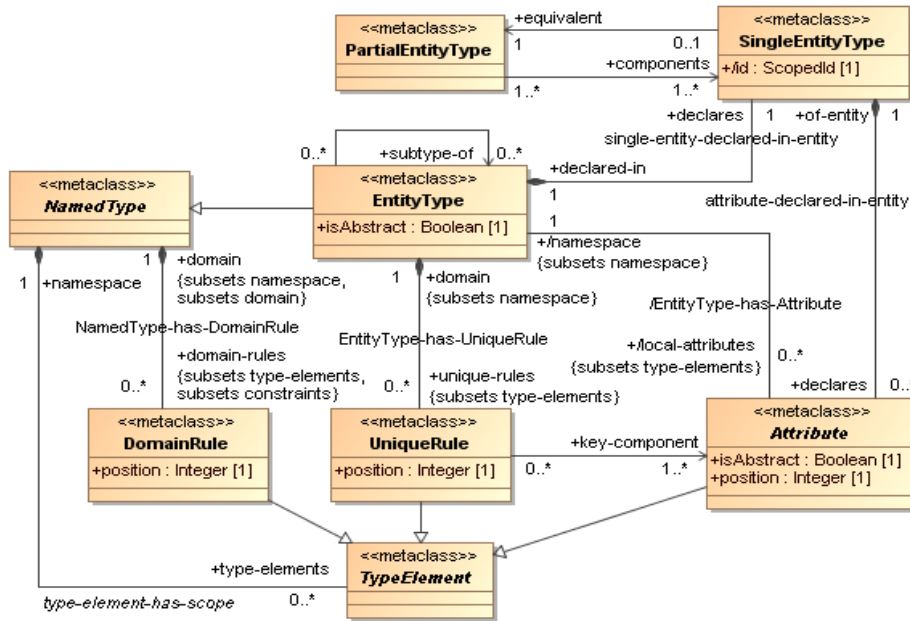 <<metaclass>>
PartialEntityType
+equivalent
1
0..1
+components
1..*
1..*
<<metaclass>>
SingleEntityType
+/id : ScopedId [1]
+declares
1
+of-entity
1
single-entity-declared-in-entity
0..*
+subtype-of
0..*
+declared-in
1
<<metaclass>>
NamedType
<<metaclass>>
EntityType
+isAbstract : Boolean [1]
attribute-declared-in-entity
1
+/namespace
{subsets namespace}
1
+namespace
1
+domain
{subsets namespace,
subsets domain}
1
+domain
{subsets namespace}
/EntityType-has-Attribute
NamedType-has-DomainRule
EntityType-has-UniqueRule
+domain-rules
{subsets type-elements,
subsets constraints}
0..*
+unique-rules
{subsets type-elements}
0..*
+/local-attributes
{subsets type-elements}
0..*
+declares
0..
<<metaclass>>
DomainRule
+position : Integer [1]
<<metaclass>>
UniqueRule
+position : Integer [1]
+key-component
0..*
1..*
<<metaclass>>
Attribute
+isAbstract : Boolean [1]
+position : Integer [1]
<<metaclass>>
TypeElement
+type-elements
0..*
type-element-has-scope